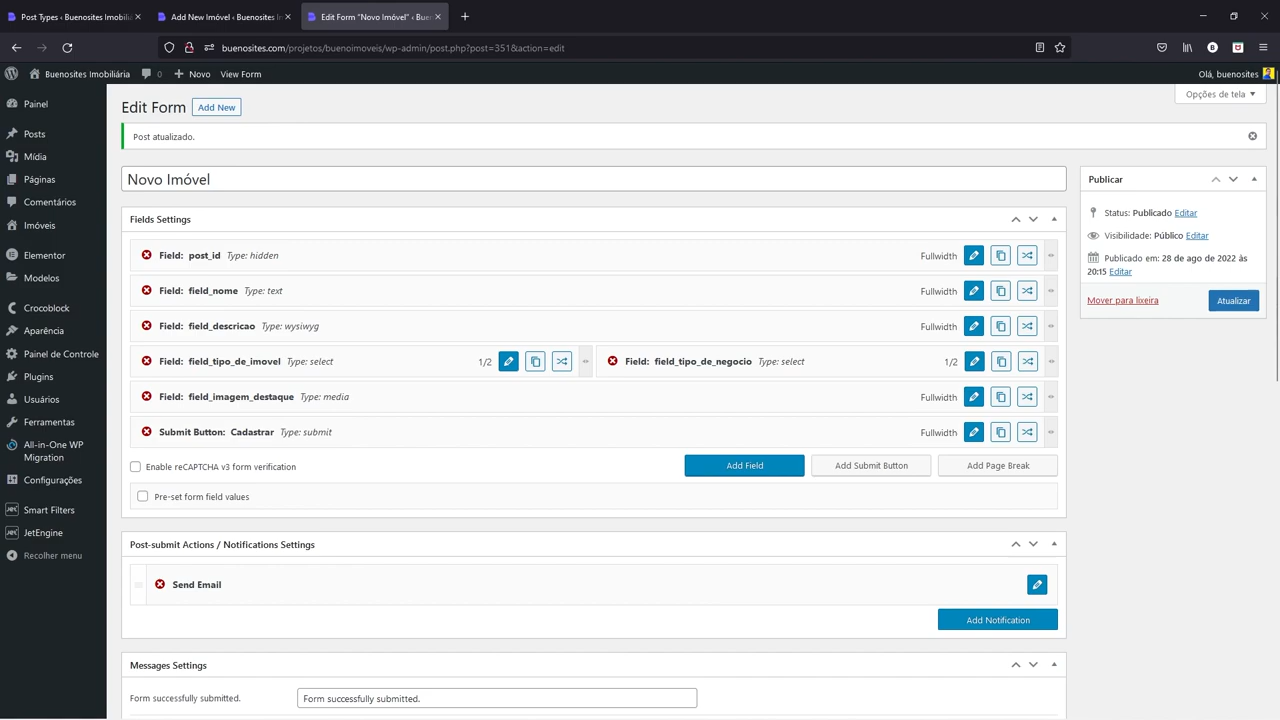 Post Types ‹ Buenosites Imobiliá
Add New Imóvel ‹ Buenosites I
Edit Form "Novo Imóvel" ‹ Bue
buenosites.com/projetos/buenoimoveis/wp-admin/post.php?post=351&action=edit
Buenosites Imobiliária
0
Novo
View Form
Olá, buenosites
Painel
Posts
Mídia
Páginas
Comentários
Imóveis
Elementor
Modelos
Crocoblock
Aparência
Painel de Controle
Plugins
Usuários
Ferramentas
All-in-One WP
Migration
Configurações
Smart Filters
JetEngine
Recolher menu
Opções de tela
Edit Form
Add New
Post atualizado.
Novo Imóvel
Fields Settings
Field: post_id Type: hidden Fullwidth
Field: field_nome Type: text Fullwidth
Field: field_descricao Type: wysiwyg Fullwidth
Field: field_tipo_de_imovel Type: select 1/2
Field: field_tipo_de_negocio Type: select 1/2
Field: field_imagem_destaque Type: media Fullwidth
Submit Button: Cadastrar Type: submit Fullwidth
Enable reCAPTCHA v3 form verification
Add Field
Add Submit Button
Add Page Break
Pre-set form field values
Post-submit Actions / Notifications Settings
Send Email
Add Notification
Messages Settings
Form successfully submitted.
Form successfully submitted.
Publicar
Status: Publicado Editar
Visibilidade: Público Editar
Publicado em: 28 de ago de 2022 às
20:15 Editar
Mover para lixeira
Atualizar